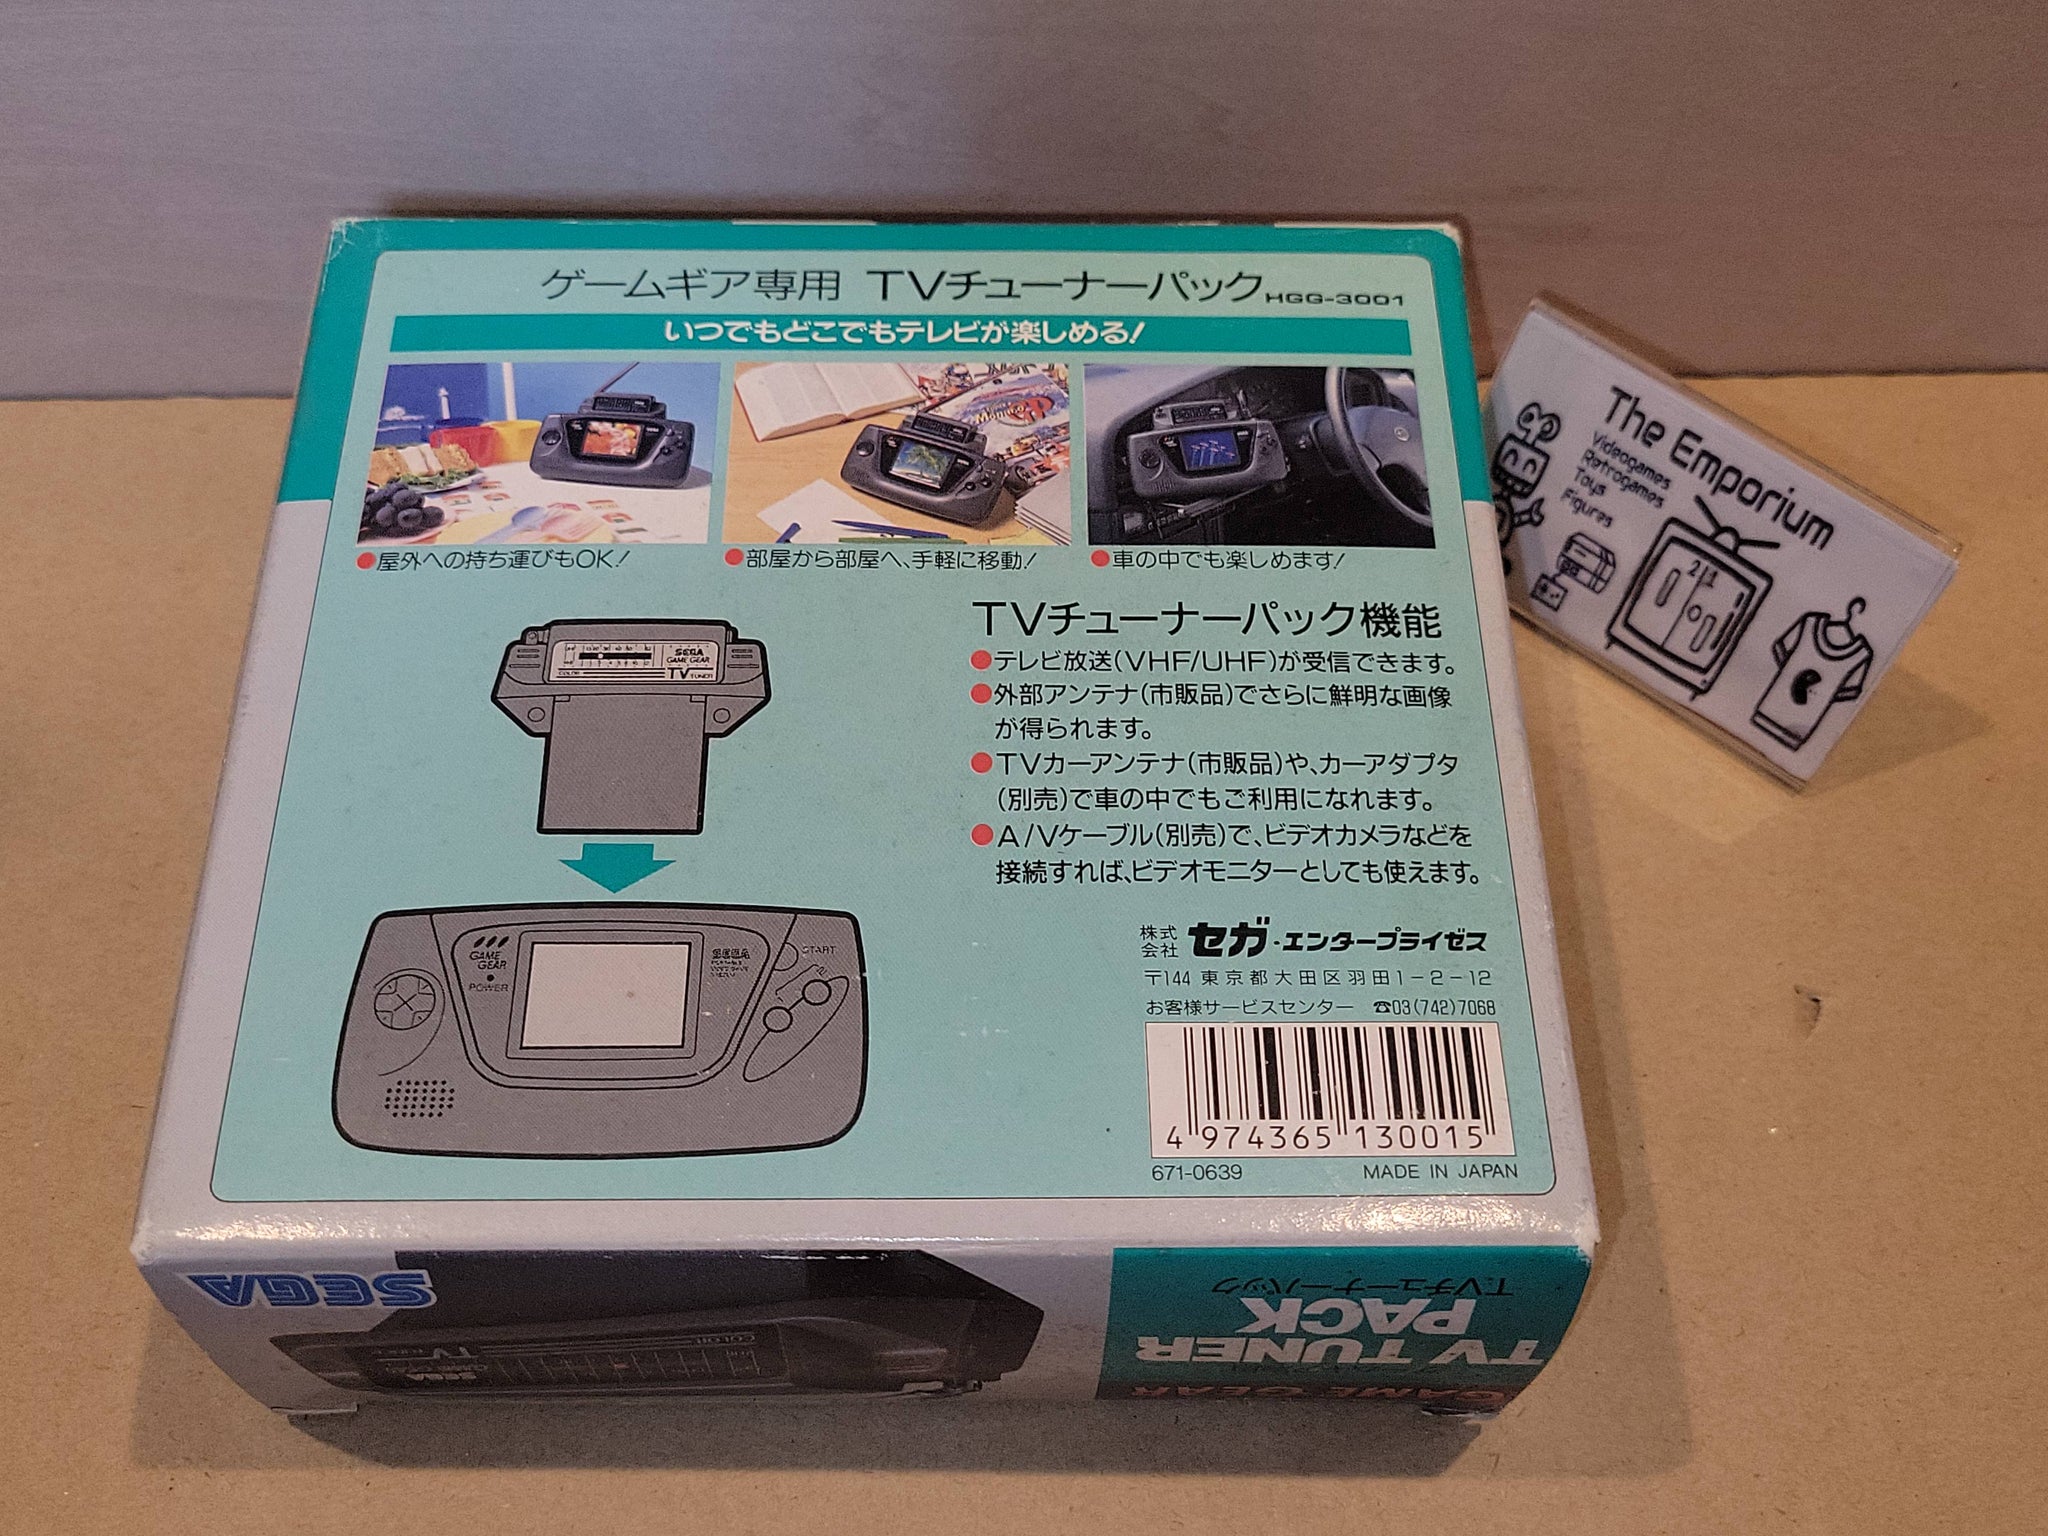 ゲームギア専用 TVチューナーパック HGG-3001
いつでもどこでもテレビが楽しめる!
●屋外への持ち運びもOK!
●部屋から部屋へ、手軽に移動!
●車の中でも楽しめます!
TVチューナーパック機能
●テレビ放送(VHF/UHF)が受信できます。
●外部アンテナ(市販品)でさらに鮮明な画像
が得られます。
●TVカーアンテナ(市販品)や、カーアダプタ
(別売)で車の中でもご利用になれます。
●A/Vケーブル(別売)で、ビデオカメラなどを
接続すれば、ビデオモニターとしても使えます。
SEGA
GAME GEAR
TV TUNER
COLOR
GAME GEAR
POWER
SEGA
START
株式会社 セガ・エンタープライゼス
〒144 東京都大田区羽田1-2-12
お客様サービスセンター ☎03(742)7068
4 974365 130015
671-0639 MADE IN JAPAN
SEGA
TVチューナーパック
TV TUNER
PACK
GAME GEAR
The Emporium
Videogames
Retrogames
Toys
Figures